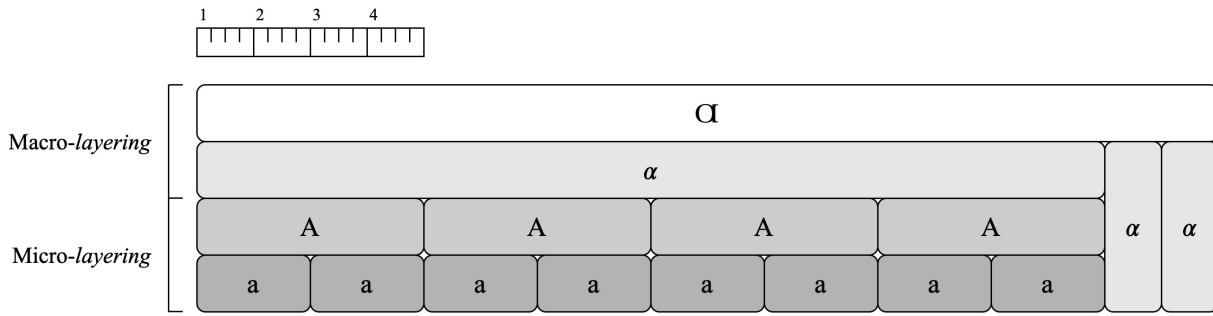 1 2 3 4
ɑ
Macro-layering
α
A A A A
α α
Micro-layering
a a a a a a a a